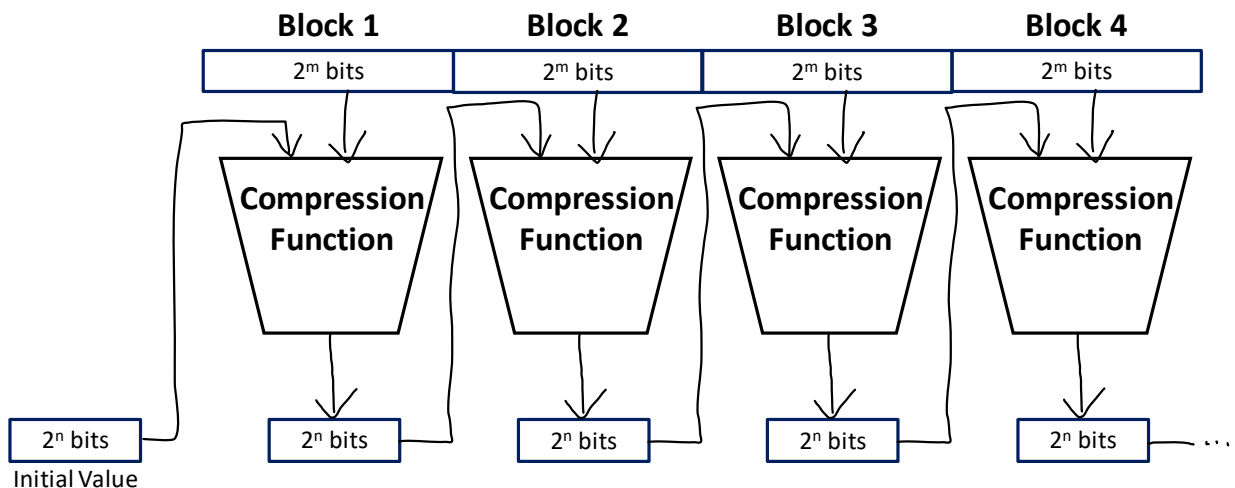 Block 1 Block 2 Block 3 Block 4
2ᵐ bits 2ᵐ bits 2ᵐ bits 2ᵐ bits
Compression Compression Compression Compression
Function Function Function Function
2ⁿ bits 2ⁿ bits 2ⁿ bits 2ⁿ bits 2ⁿ bits ...
Initial Value